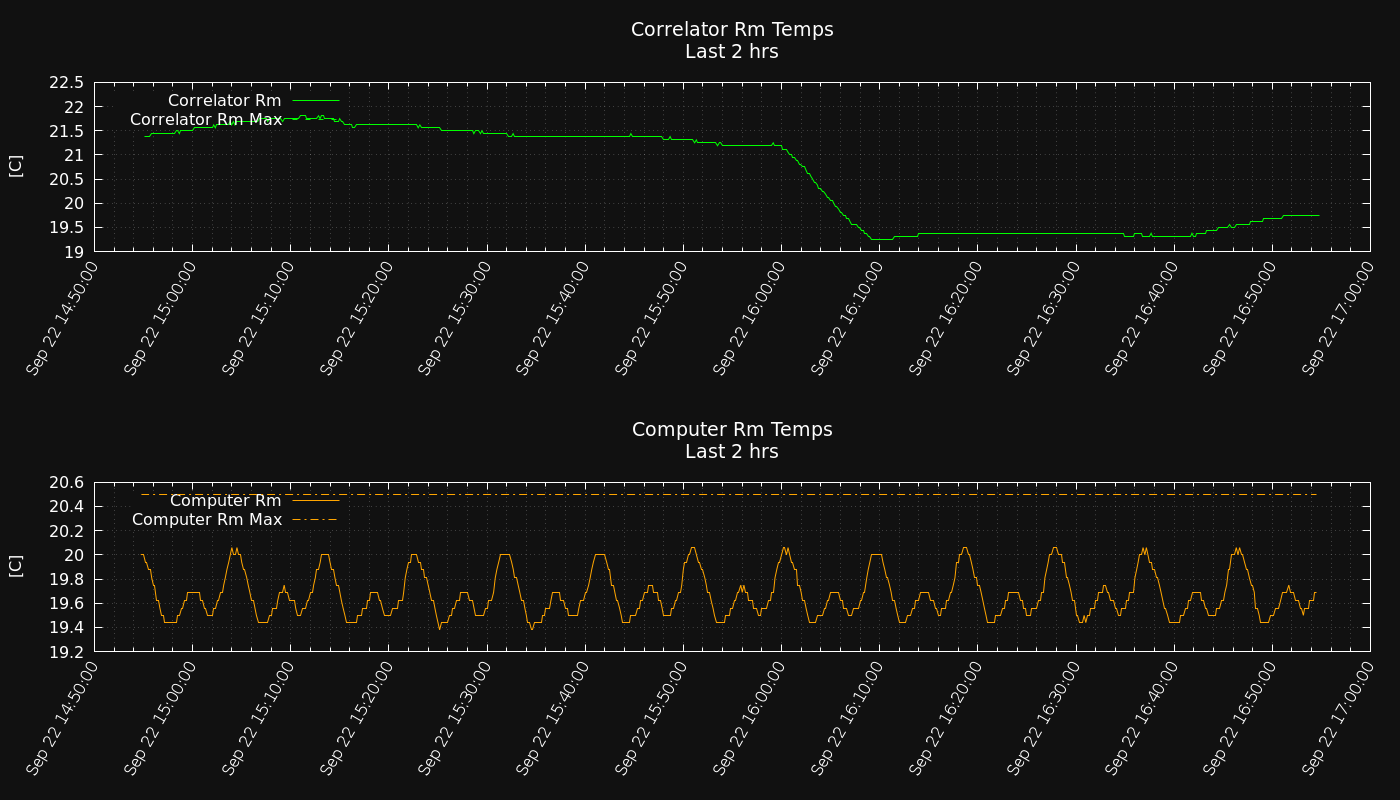 Correlator Rm Temps
Last 2 hrs
22.5
22
21.5
21
20.5
20
19.5
19
[C]
Correlator Rm
Correlator Rm Max
Sep 22 14:50:00
Sep 22 15:00:00
Sep 22 15:10:00
Sep 22 15:20:00
Sep 22 15:30:00
Sep 22 15:40:00
Sep 22 15:50:00
Sep 22 16:00:00
Sep 22 16:10:00
Sep 22 16:20:00
Sep 22 16:30:00
Sep 22 16:40:00
Sep 22 16:50:00
Sep 22 17:00:00
Computer Rm Temps
Last 2 hrs
20.6
20.4
20.2
20
19.8
19.6
19.4
19.2
[C]
Computer Rm
Computer Rm Max
Sep 22 14:50:00
Sep 22 15:00:00
Sep 22 15:10:00
Sep 22 15:20:00
Sep 22 15:30:00
Sep 22 15:40:00
Sep 22 15:50:00
Sep 22 16:00:00
Sep 22 16:10:00
Sep 22 16:20:00
Sep 22 16:30:00
Sep 22 16:40:00
Sep 22 16:50:00
Sep 22 17:00:00